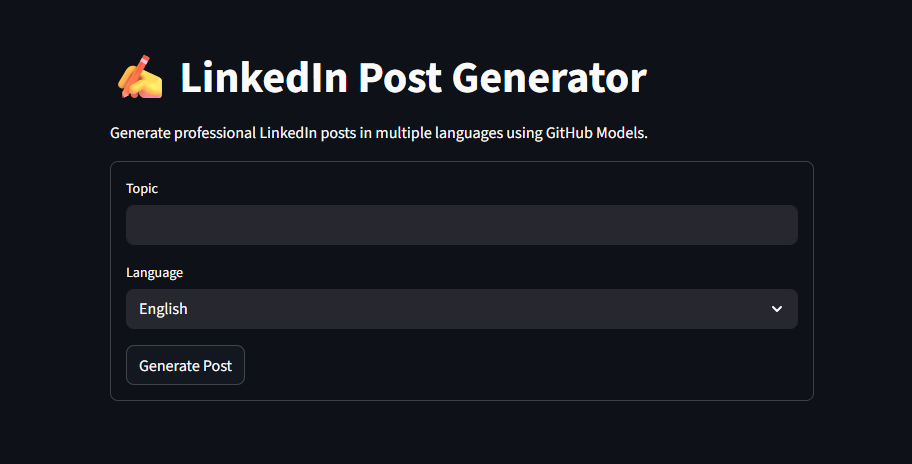 ✍️ LinkedIn Post Generator
Generate professional LinkedIn posts in multiple languages using GitHub Models.
Topic
Language
English
Generate Post